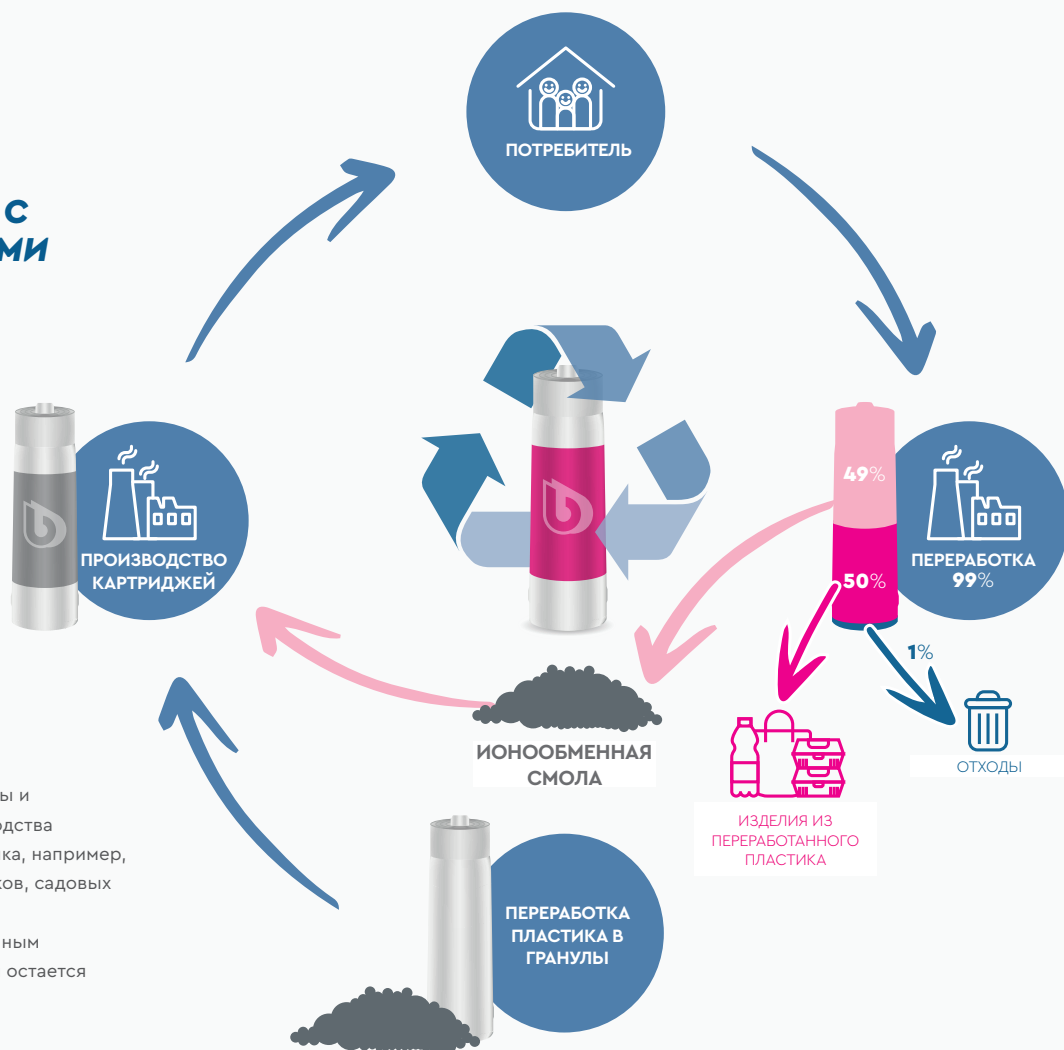 ПОТРЕБИТЕЛЬ
С
МИ
49%
50%
ПЕРЕРАБОТКА
99%
ПРОИЗВОДСТВО
КАРТРИДЖЕЙ
1%
ОТХОДЫ
ИОНООБМЕННАЯ
СМОЛА
ИЗДЕЛИЯ ИЗ
ПЕРЕРАБОТАННОГО
ПЛАСТИКА
ы и
дства
ка, например,
ков, садовых
ным
остается
ПЕРЕРАБОТКА
ПЛАСТИКА В
ГРАНУЛЫ